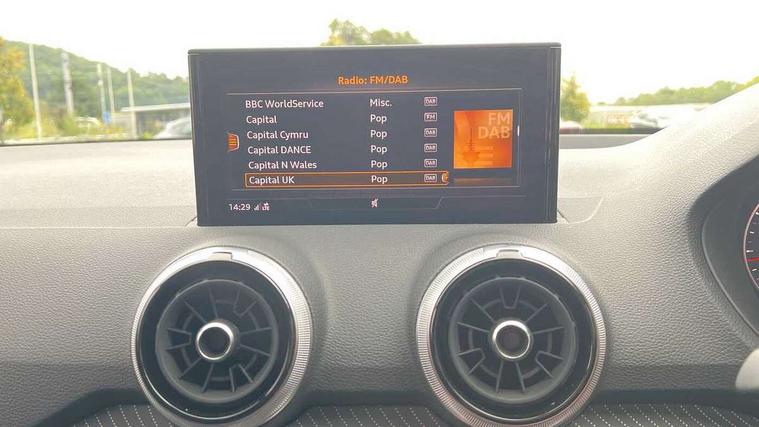 Radio: FM/DAB
BBC WorldService Misc. DAB
Capital Pop FM
Capital Cymru Pop DAB
Capital DANCE Pop DAB
Capital N Wales Pop DAB
Capital UK Pop DAB
FM
DAB
14:29